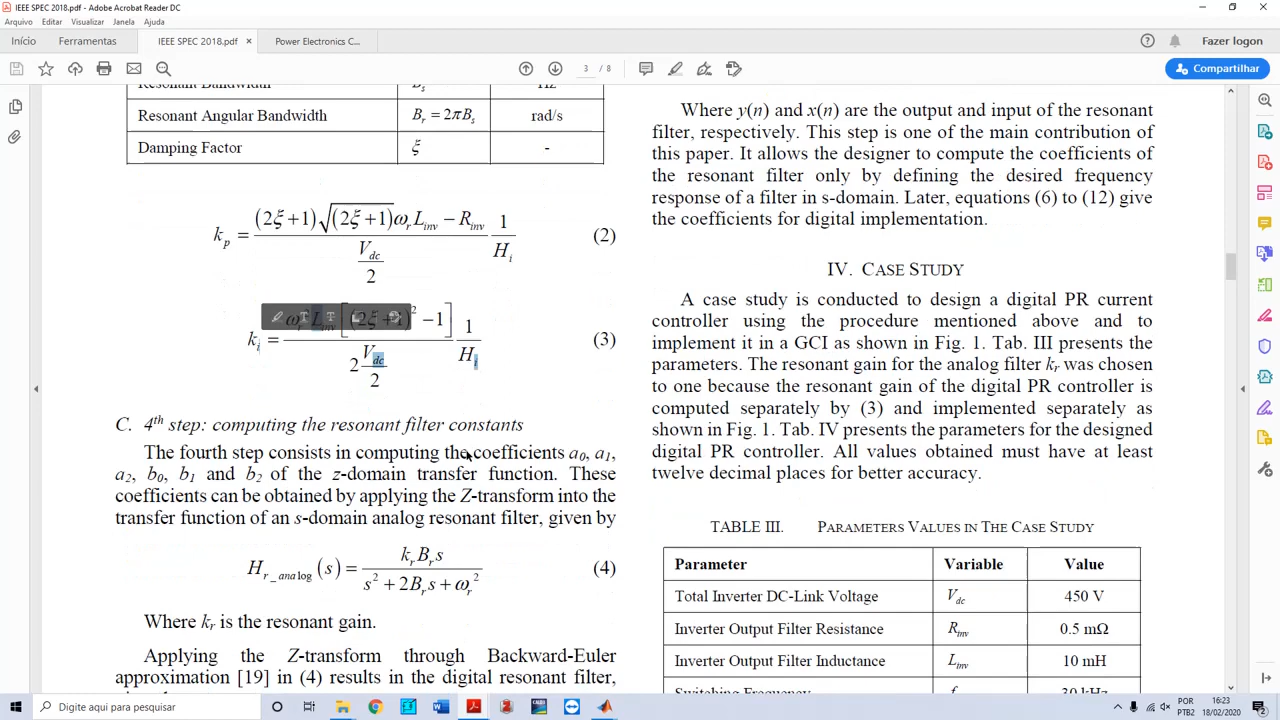 IEEE SPEC 2018.pdf - Adobe Acrobat Reader DC
Arquivo Editar Visualizar Janela Ajuda
Início Ferramentas IEEE SPEC 2018.pdf × Power Electronics C... Fazer logon
3 / 8 Compartilhar
Resonant Angular Bandwidth B_r = 2πB_s rad/s
Damping Factor ξ -
k_p = ((2ξ+1)√(2ξ+1) ω_r L_inv − R_inv) / (V_dc/2) 1/H_i (2)
k_i = (ω_r² L_inv [(2ξ+1)² −1]) / (2 V_dc/2) 1/H_i (3)
C. 4th step: computing the resonant filter constants
The fourth step consists in computing the coefficients a0, a1,
a2, b0, b1 and b2 of the z-domain transfer function. These
coefficients can be obtained by applying the Z-transform into the
transfer function of an s-domain analog resonant filter, given by
H_r_analog (s) = k_r B_r s / (s² + 2B_r s + ω_r²) (4)
Where kr is the resonant gain.
Applying the Z-transform through Backward-Euler
approximation [19] in (4) results in the digital resonant filter,
Where y(n) and x(n) are the output and input of the resonant
filter, respectively. This step is one of the main contribution of
this paper. It allows the designer to compute the coefficients of
the resonant filter only by defining the desired frequency
response of a filter in s-domain. Later, equations (6) to (12) give
the coefficients for digital implementation.
IV. CASE STUDY
A case study is conducted to design a digital PR current
controller using the procedure mentioned above and to
implement it in a GCI as shown in Fig. 1. Tab. III presents the
parameters. The resonant gain for the analog filter kr was chosen
to one because the resonant gain of the digital PR controller is
computed separately by (3) and implemented separately as
shown in Fig. 1. Tab. IV presents the parameters for the designed
digital PR controller. All values obtained must have at least
twelve decimal places for better accuracy.
TABLE III. PARAMETERS VALUES IN THE CASE STUDY
Parameter Variable Value
Total Inverter DC-Link Voltage V_dc 450 V
Inverter Output Filter Resistance R_inv 0.5 mΩ
Inverter Output Filter Inductance L_inv 10 mH
Switching Frequency 30 kHz
Digite aqui para pesquisar
POR
PTB2
16:23
18/02/2020